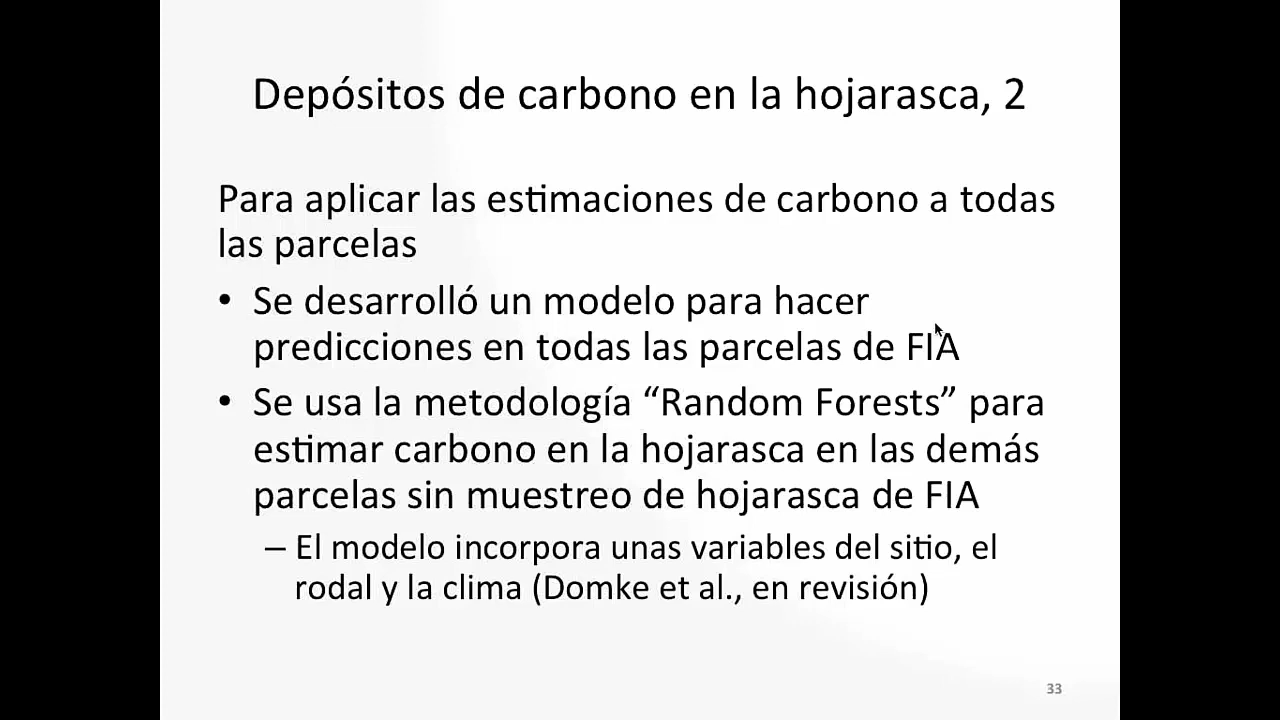 Depósitos de carbono en la hojarasca, 2
Para aplicar las estimaciones de carbono a todas
las parcelas
• Se desarrolló un modelo para hacer
predicciones en todas las parcelas de FIA
• Se usa la metodología “Random Forests” para
estimar carbono en la hojarasca en las demás
parcelas sin muestreo de hojarasca de FIA
– El modelo incorpora unas variables del sitio, el
rodal y la clima (Domke et al., en revisión)
33